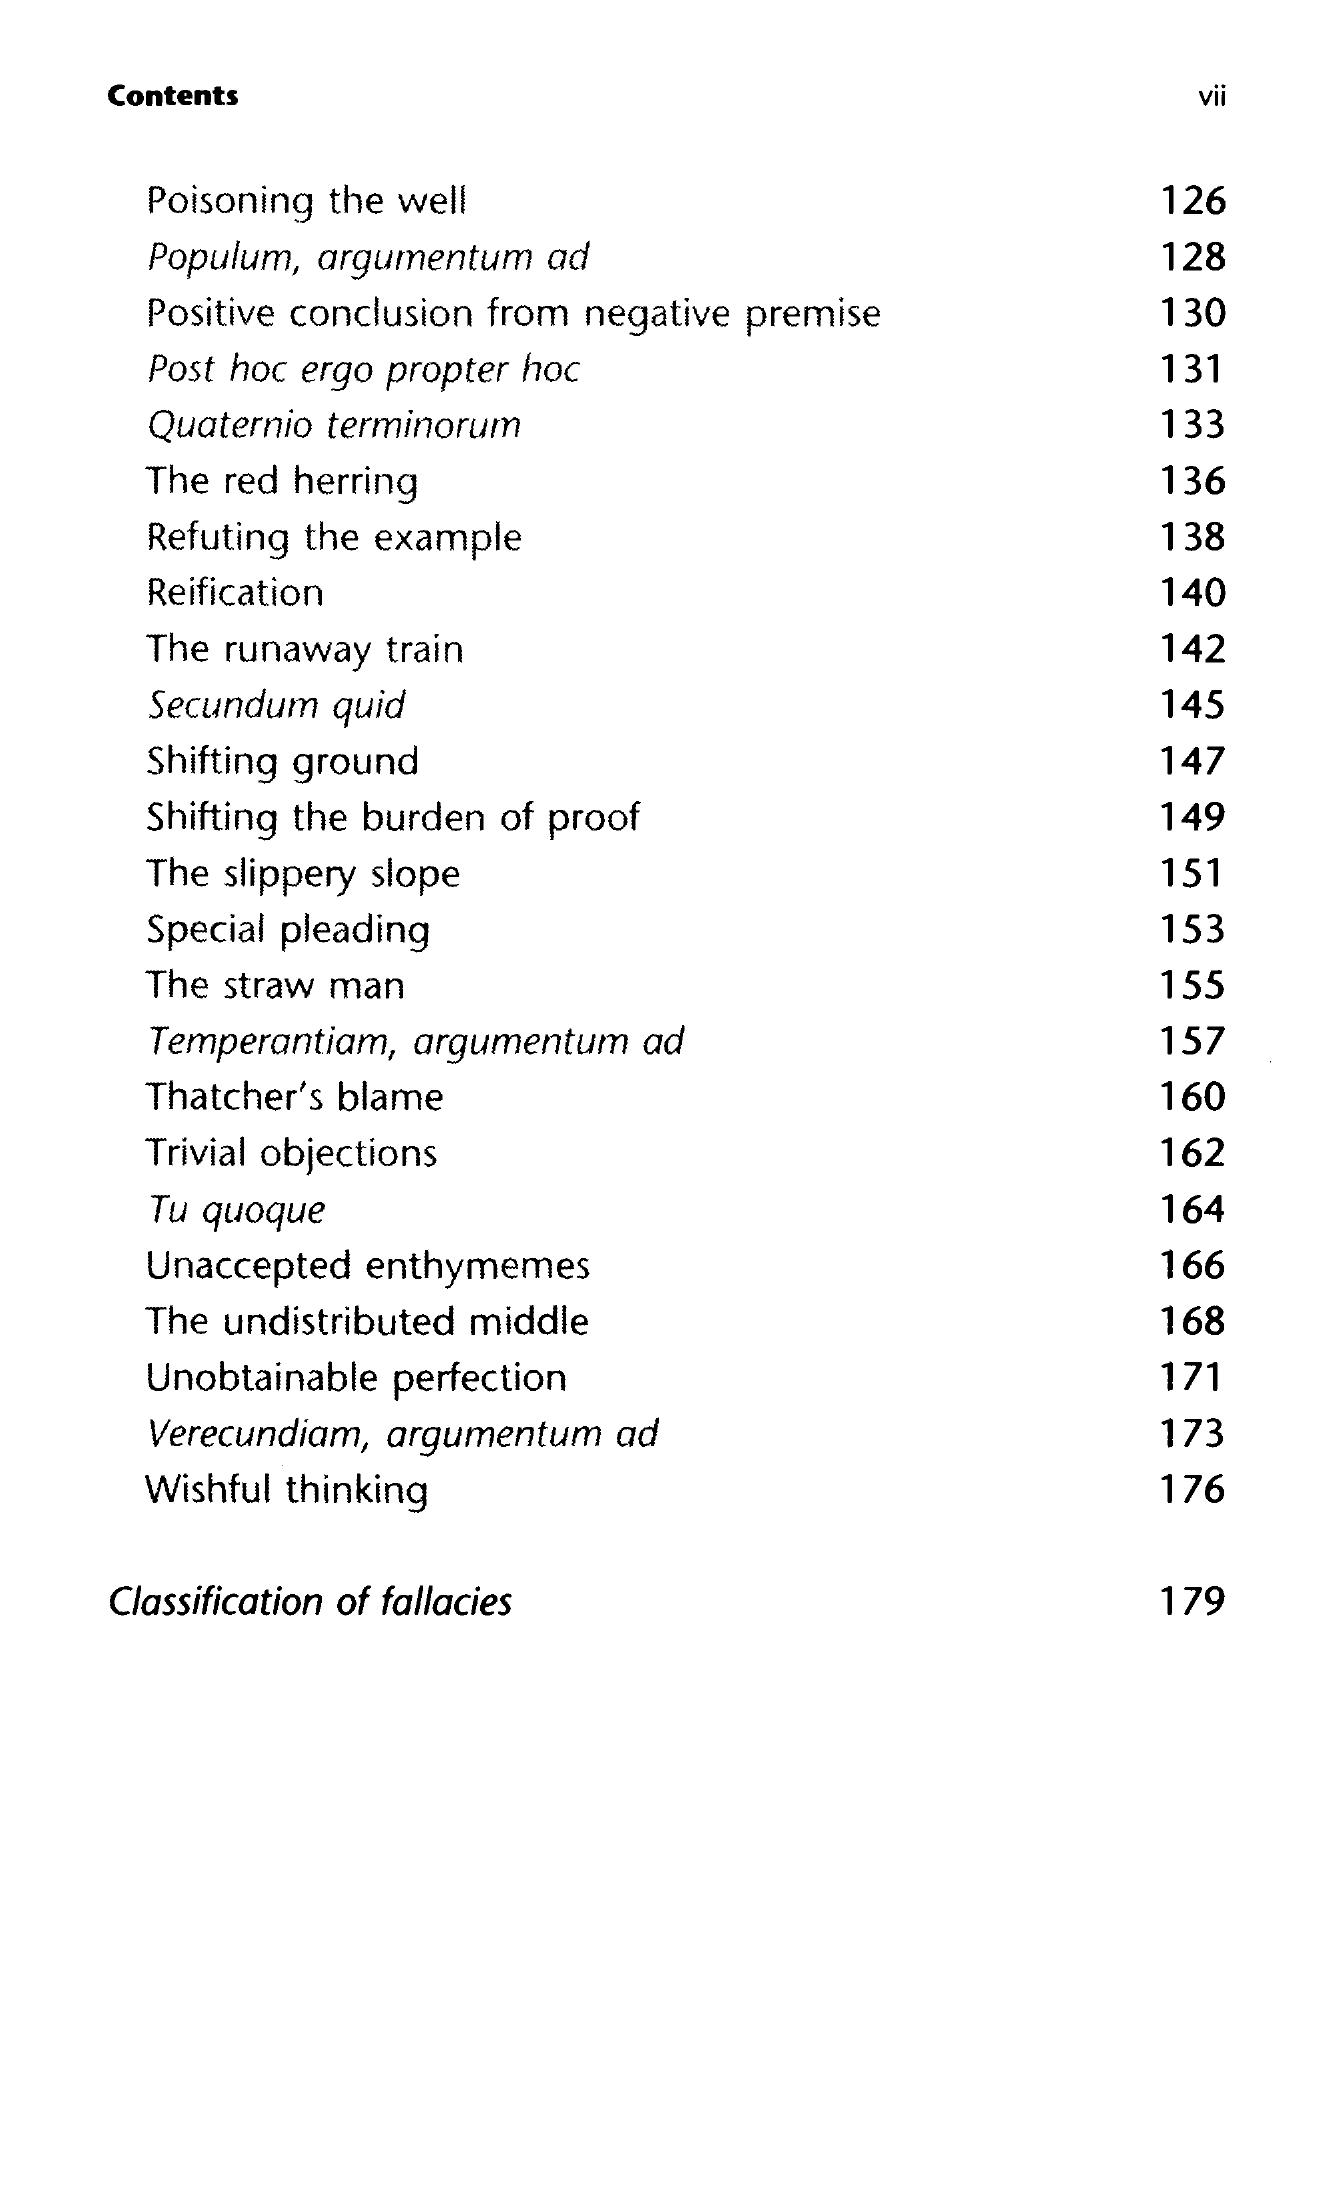 Contents vii
Poisoning the well 126
Populum, argumentum ad 128
Positive conclusion from negative premise 130
Post hoc ergo propter hoc 131
Quaternio terminorum 133
The red herring 136
Refuting the example 138
Reification 140
The runaway train 142
Secundum quid 145
Shifting ground 147
Shifting the burden of proof 149
The slippery slope 151
Special pleading 153
The straw man 155
Temperantiam, argumentum ad 157
Thatcher's blame 160
Trivial objections 162
Tu quoque 164
Unaccepted enthymemes 166
The undistributed middle 168
Unobtainable perfection 171
Verecundiam, argumentum ad 173
Wishful thinking 176
Classification of fallacies 179